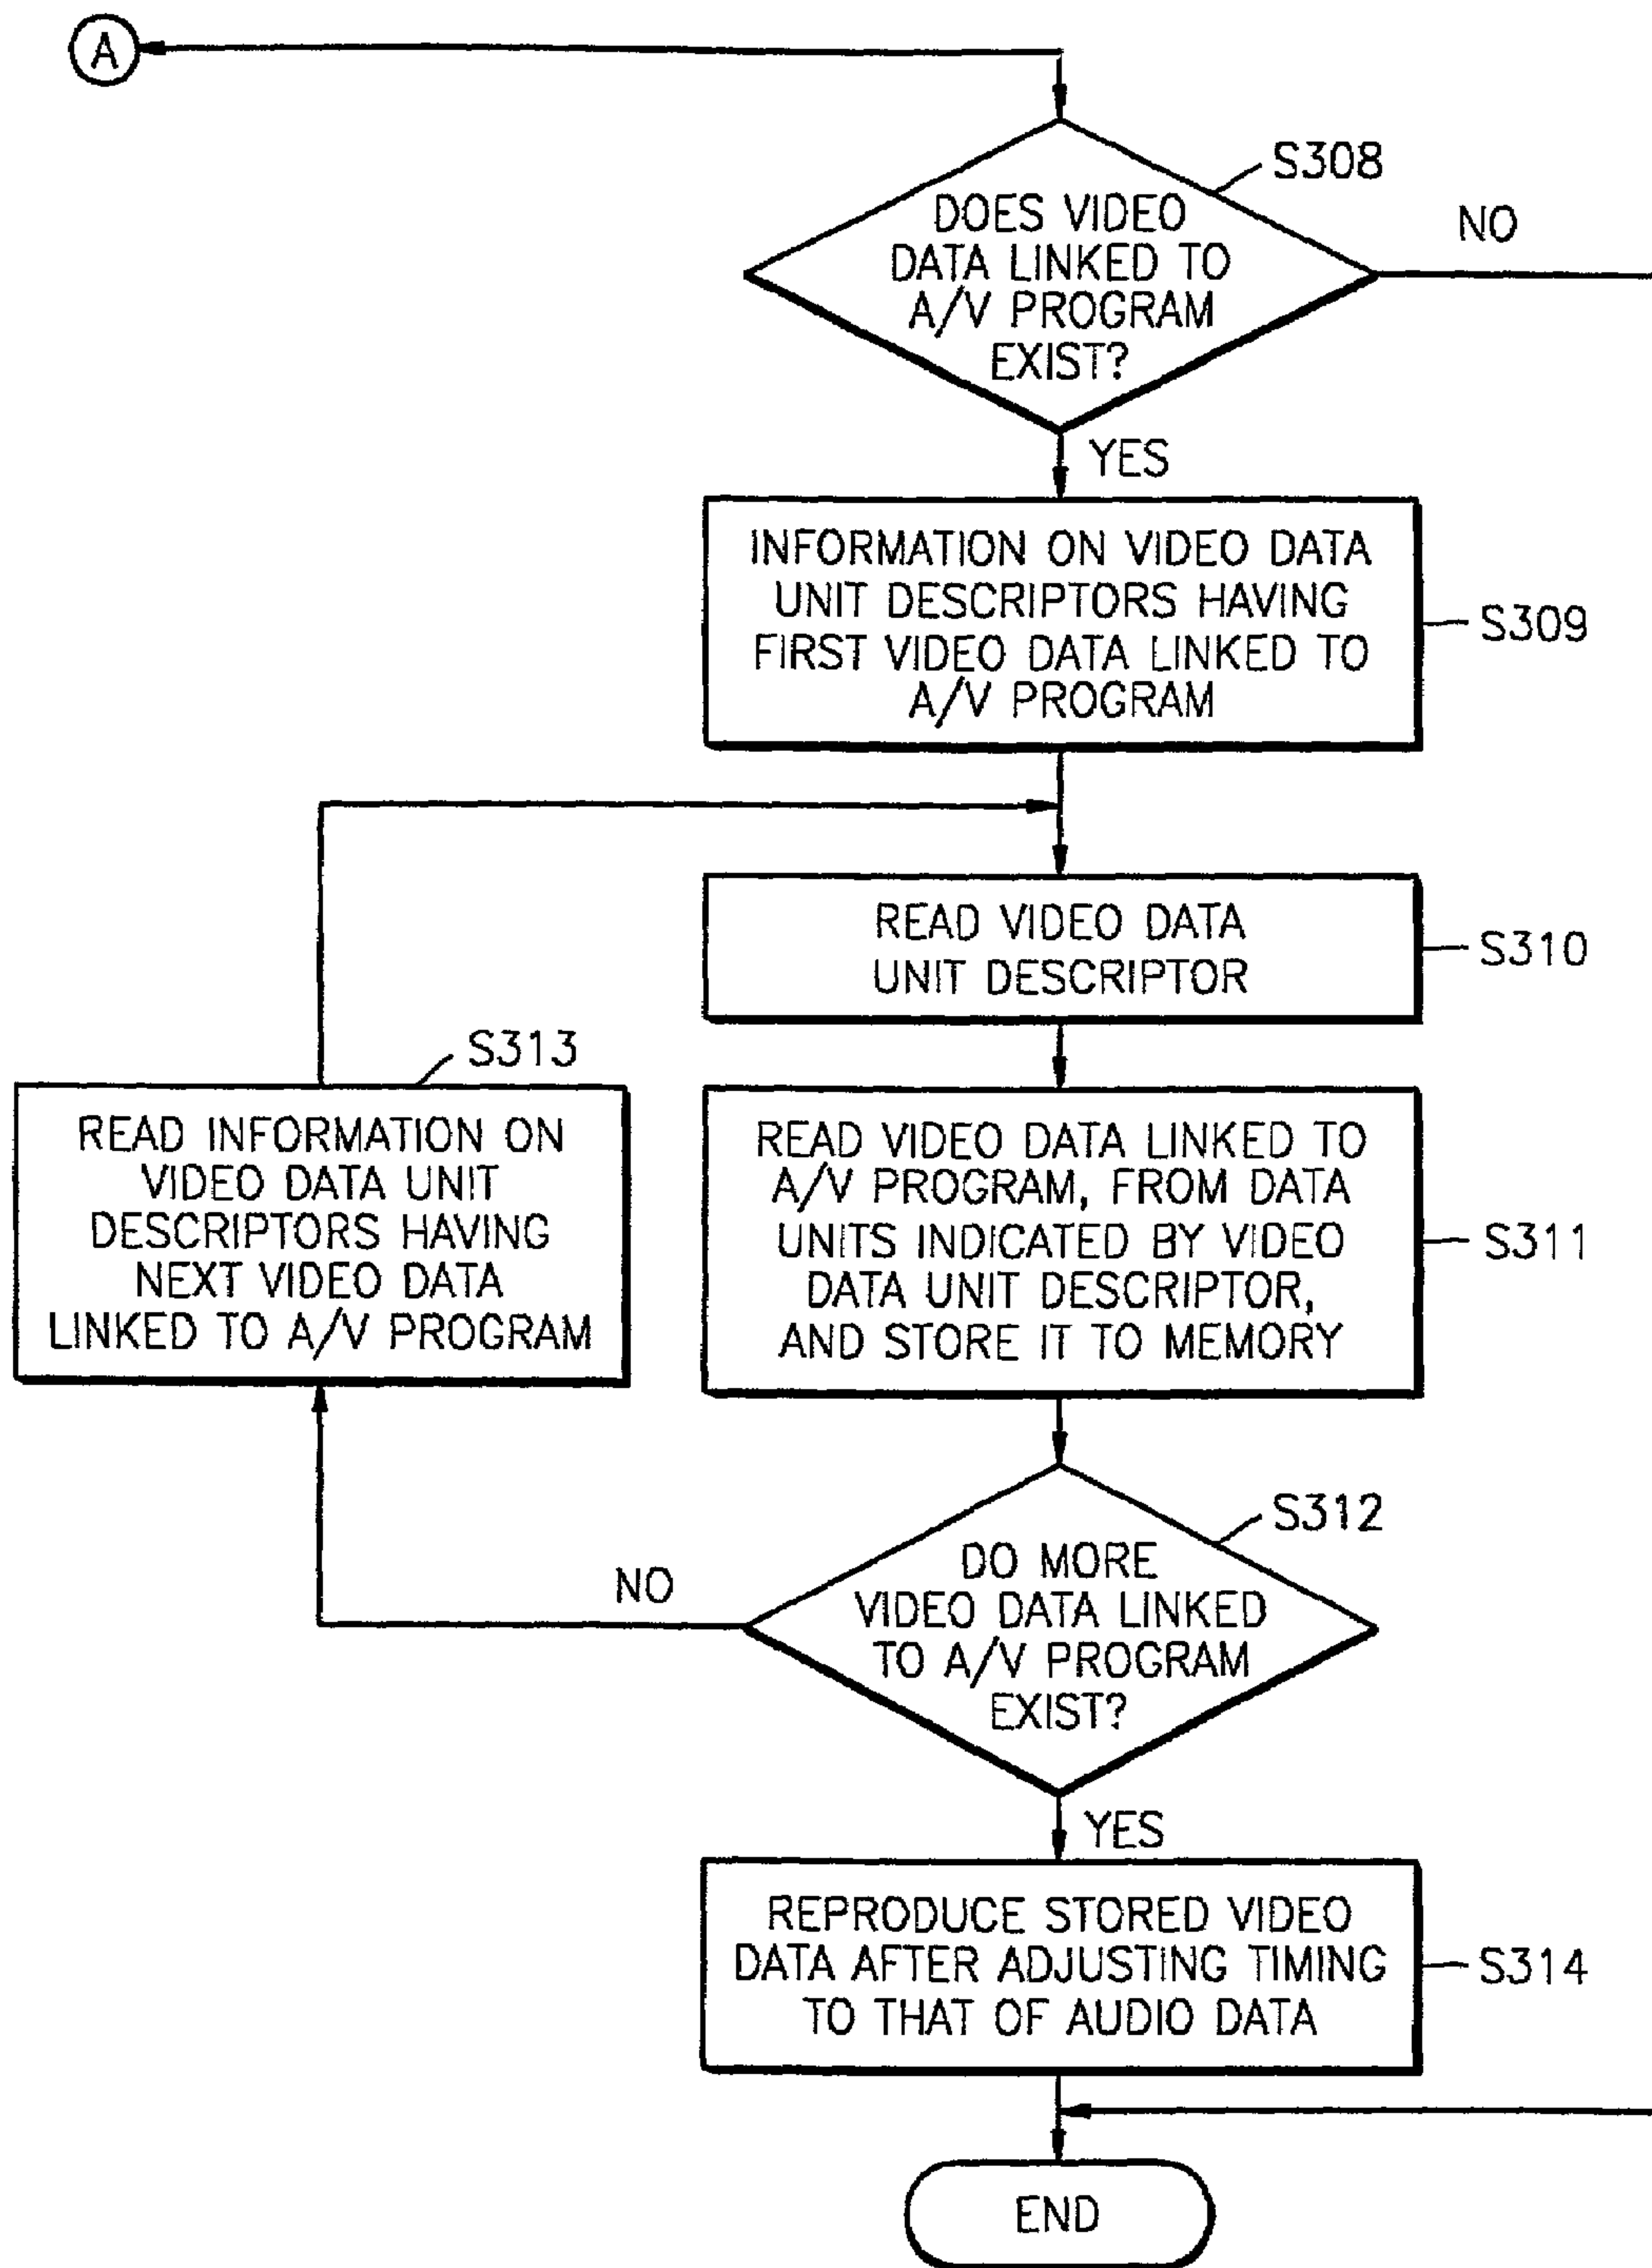 A
S308
DOES VIDEO
DATA LINKED TO
A/V PROGRAM
EXIST?
NO
YES
INFORMATION ON VIDEO DATA
UNIT DESCRIPTORS HAVING
FIRST VIDEO DATA LINKED TO
A/V PROGRAM
S309
READ VIDEO DATA
UNIT DESCRIPTOR
S310
S313
READ INFORMATION ON
VIDEO DATA UNIT
DESCRIPTORS HAVING
NEXT VIDEO DATA
LINKED TO A/V PROGRAM
READ VIDEO DATA LINKED TO
A/V PROGRAM, FROM DATA
UNITS INDICATED BY VIDEO
DATA UNIT DESCRIPTOR,
AND STORE IT TO MEMORY
S311
S312
DO MORE
VIDEO DATA LINKED
TO A/V PROGRAM
EXIST?
NO
YES
REPRODUCE STORED VIDEO
DATA AFTER ADJUSTING TIMING
TO THAT OF AUDIO DATA
S314
END